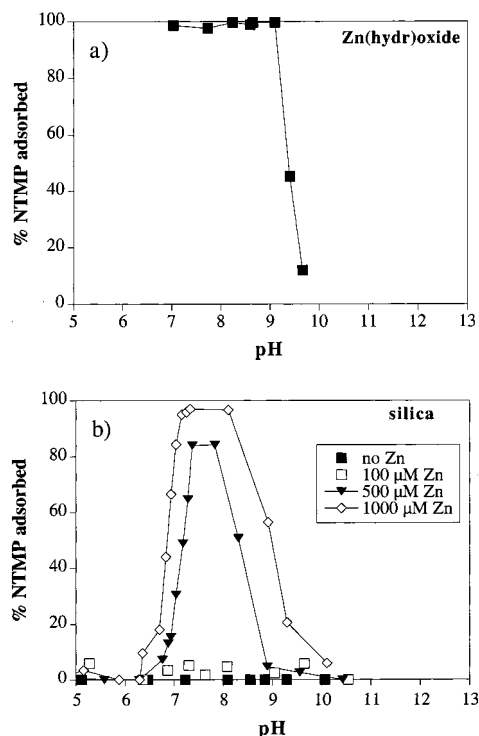 100
80
60
40
20
0
% NTMP adsorbed
a)
Zn(hydr)oxide
5 6 7 8 9 10 11 12 13
pH
100
80
60
40
20
0
% NTMP adsorbed
b)
silica
no Zn
100 μM Zn
500 μM Zn
1000 μM Zn
5 6 7 8 9 10 11 12 13
pH